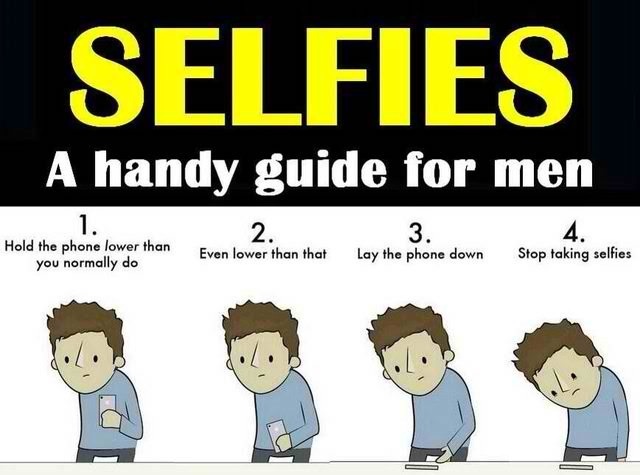 SELFIES
A handy guide for men
1.
Hold the phone lower than
you normally do
2.
Even lower than that
3.
Lay the phone down
4.
Stop taking selfies